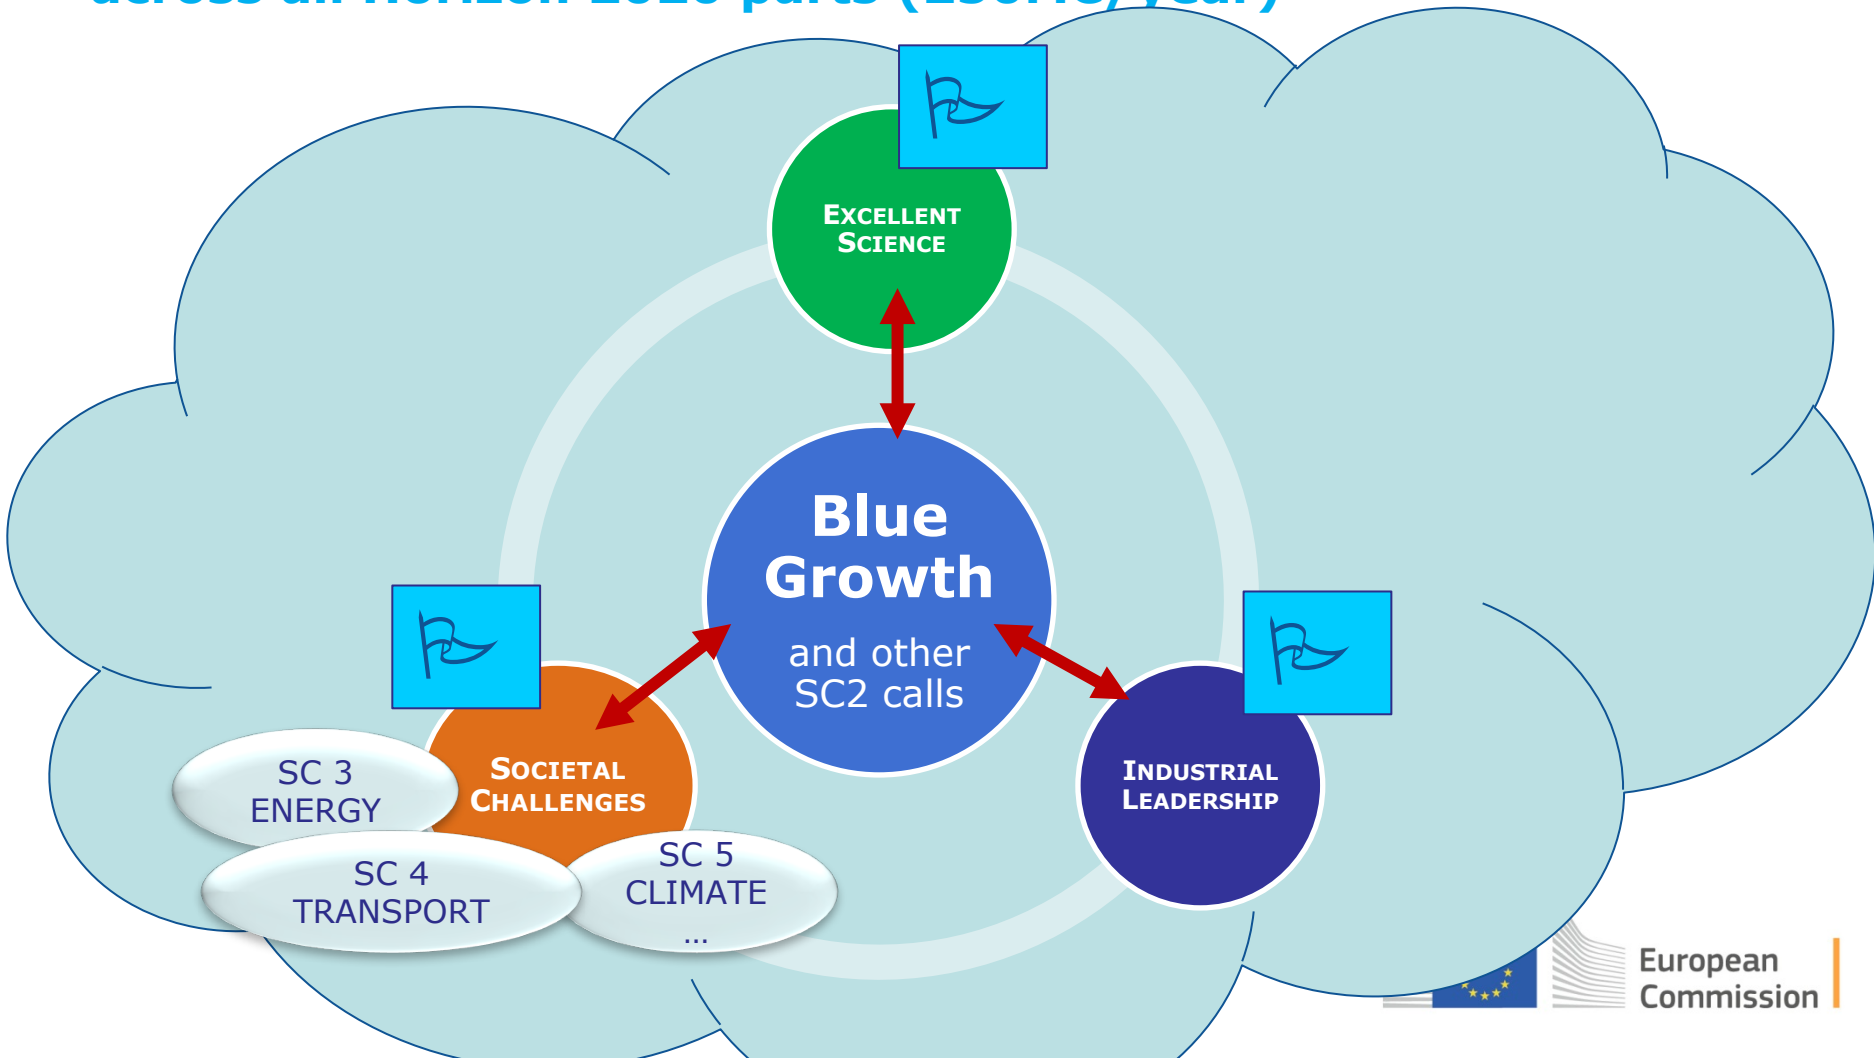 Excellent
Science
Blue
Growth
and other
SC2 calls
Societal
Challenges
Industrial
Leadership
SC 3
ENERGY
SC 4
TRANSPORT
SC 5
CLIMATE
...
European
Commission